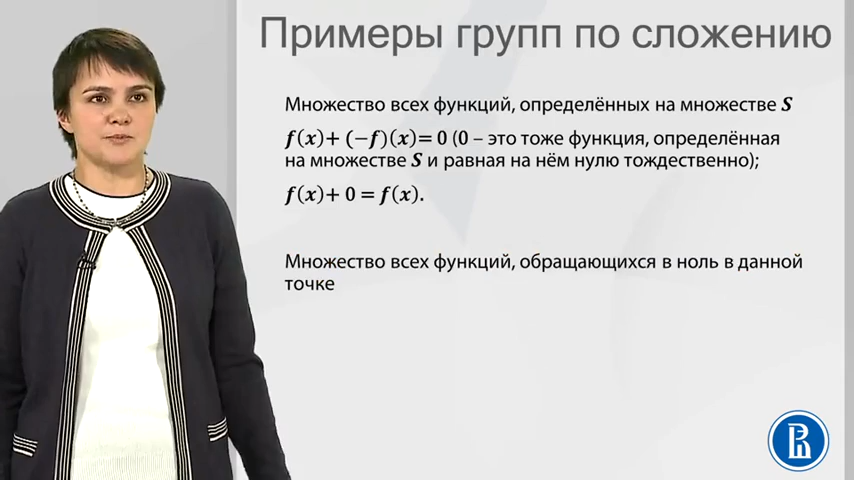 Примеры групп по сложению
Множество всех функций, определённых на множестве S
f(x)+ (−f)(x)= 0 (0 – это тоже функция, определённая
на множестве S и равная на нём нулю тождественно);
f(x)+ 0 = f(x).
Множество всех функций, обращающихся в ноль в данной
точке